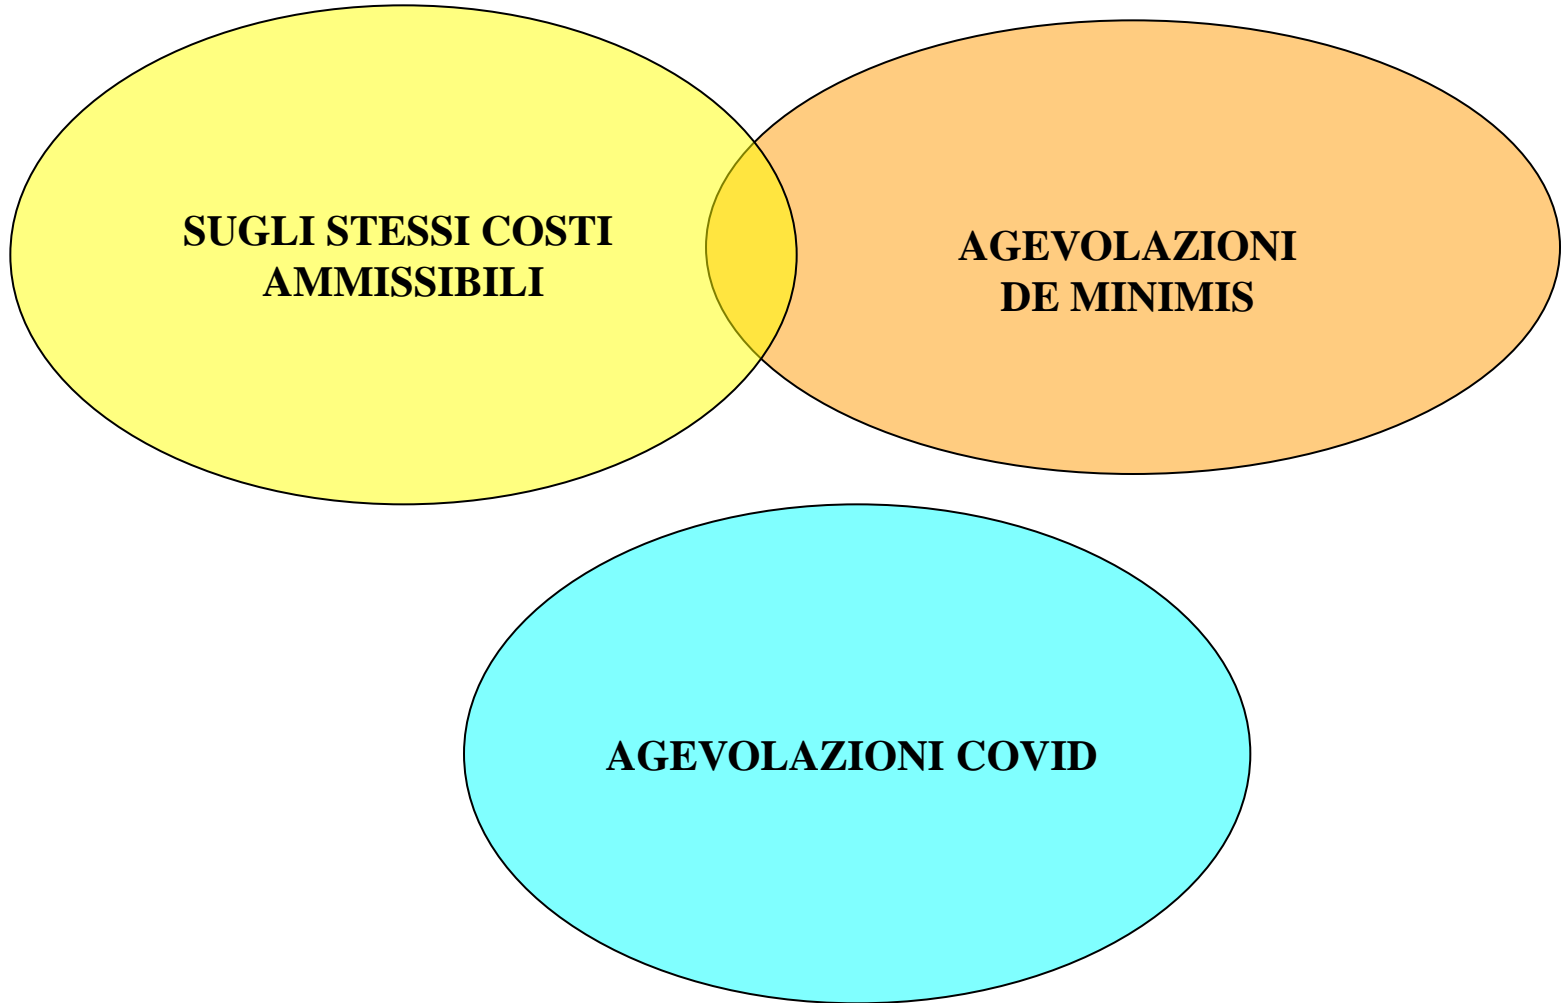 SUGLI STESSI COSTI
AMMISSIBILI
AGEVOLAZIONI
DE MINIMIS
AGEVOLAZIONI COVID